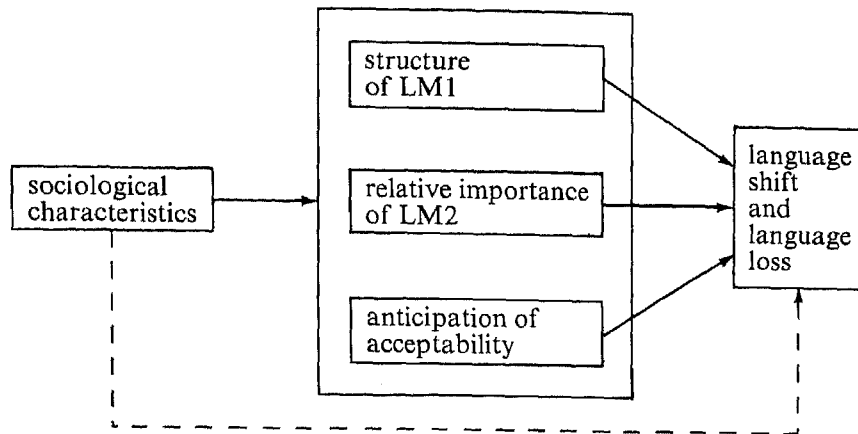 structure
of LM1
sociological
characteristics
relative importance
of LM2
anticipation of
acceptability
language
shift
and
language
loss